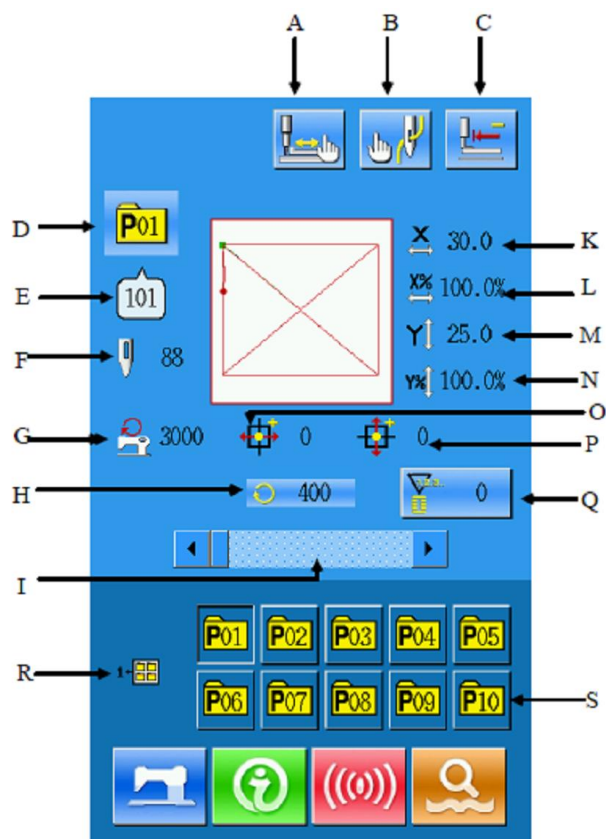 A B C
D P01 X 30.0 K
E 101 X% 100.0% L
F 88 Y 25.0 M
Y% 100.0% N
O
G 3000 0 0 P
H 400 0 Q
I
P01 P02 P03 P04 P05
R 1~
P06 P07 P08 P09 P10 S